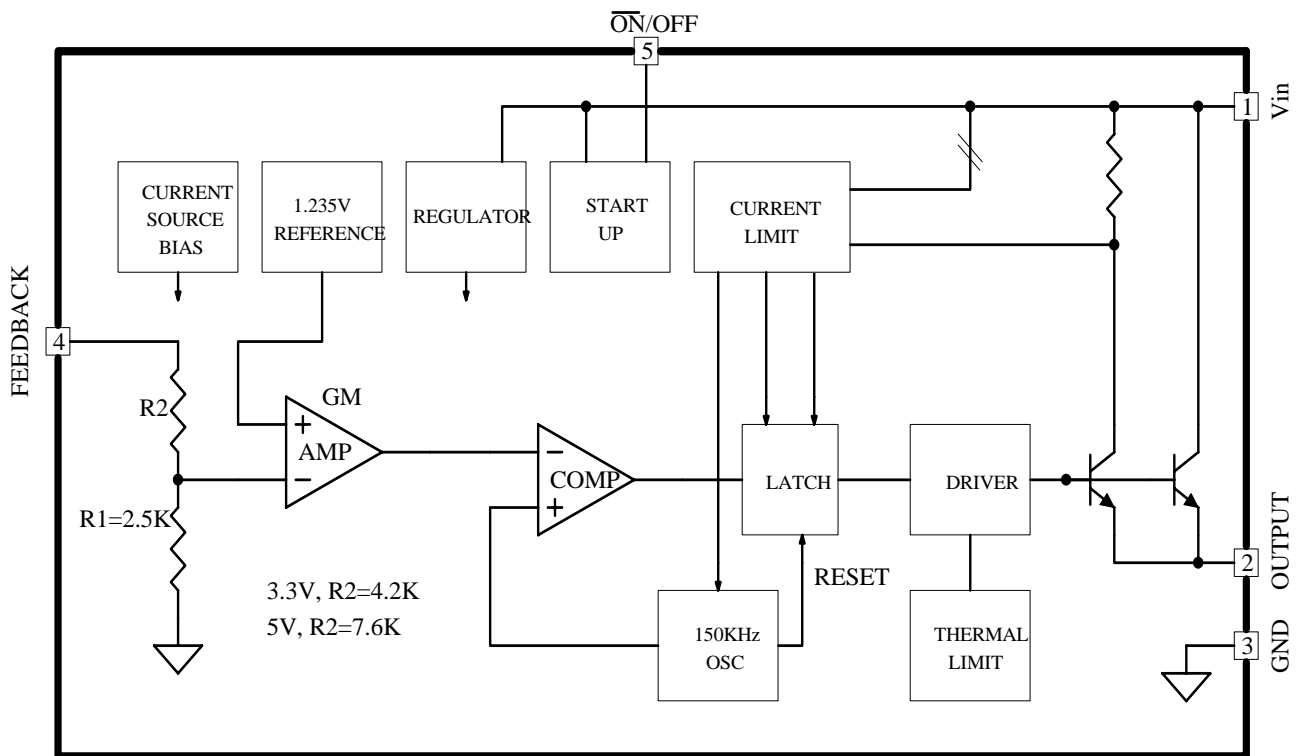 O̅N̅/OFF
5
1
Vin
CURRENT
SOURCE
BIAS
1.235V
REFERENCE
REGULATOR
START
UP
CURRENT
LIMIT
FEEDBACK
4
R2
GM
+
AMP
−
−
COMP
+
LATCH
DRIVER
R1=2.5K
2
OUTPUT
RESET
3.3V, R2=4.2K
5V, R2=7.6K
150KHz
OSC
THERMAL
LIMIT
3
GND